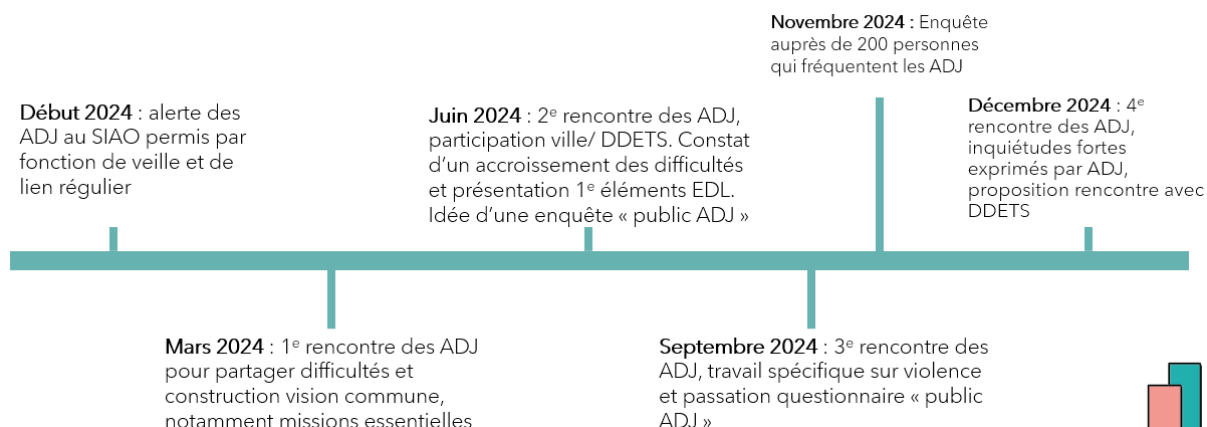 Début 2024 : alerte des
ADJ au SIAO permis par
fonction de veille et de
lien régulier
Mars 2024 : 1e rencontre des ADJ
pour partager difficultés et
construction vision commune,
notamment missions essentielles
Juin 2024 : 2e rencontre des ADJ,
participation ville/ DDETS. Constat
d'un accroissement des difficultés
et présentation 1e éléments EDL.
Idée d'une enquête « public ADJ »
Septembre 2024 : 3e rencontre des
ADJ, travail spécifique sur violence
et passation questionnaire « public
ADJ »
Novembre 2024 : Enquête
auprès de 200 personnes
qui fréquentent les ADJ
Décembre 2024 : 4e
rencontre des ADJ,
inquiétudes fortes
exprimés par ADJ,
proposition rencontre avec
DDETS